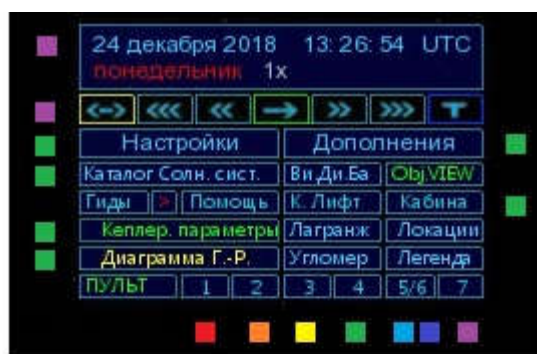 24 декабря 2018 13:26:54 UTC
понедельник 1x
<-> <<< << → >> >>> T
Настройки Дополнения
Каталог Солн. сист. Ви.Ди.Ба Obj.VIEW
Гиды > Помощь К.Лифт Кабина
Кеплер. параметры Лагранж Локации
Диаграмма Г.-Р. Угломер Легенда
ПУЛЬТ 1 2 3 4 5/6 7